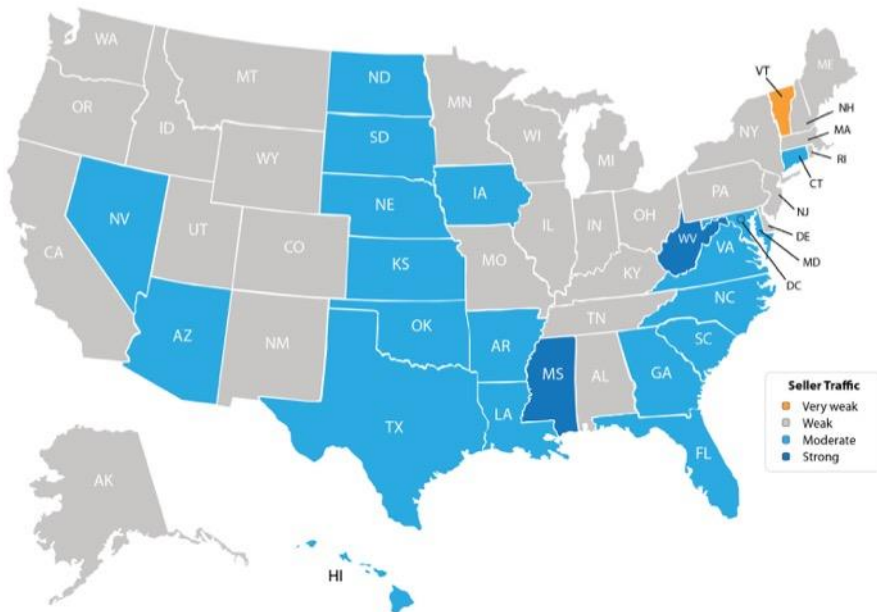 WA
MT
ND
MN
OR
ID
SD
WI
MI
NY
VT
ME
NH
MA
RI
CT
WY
NV
UT
CO
NE
IA
IL
IN
OH
PA
NJ
DE
MD
DC
CA
KS
MO
KY
WV
VA
AZ
NM
OK
AR
TN
NC
SC
TX
LA
MS
AL
GA
FL
AK
HI
Seller Traffic
Very weak
Weak
Moderate
Strong